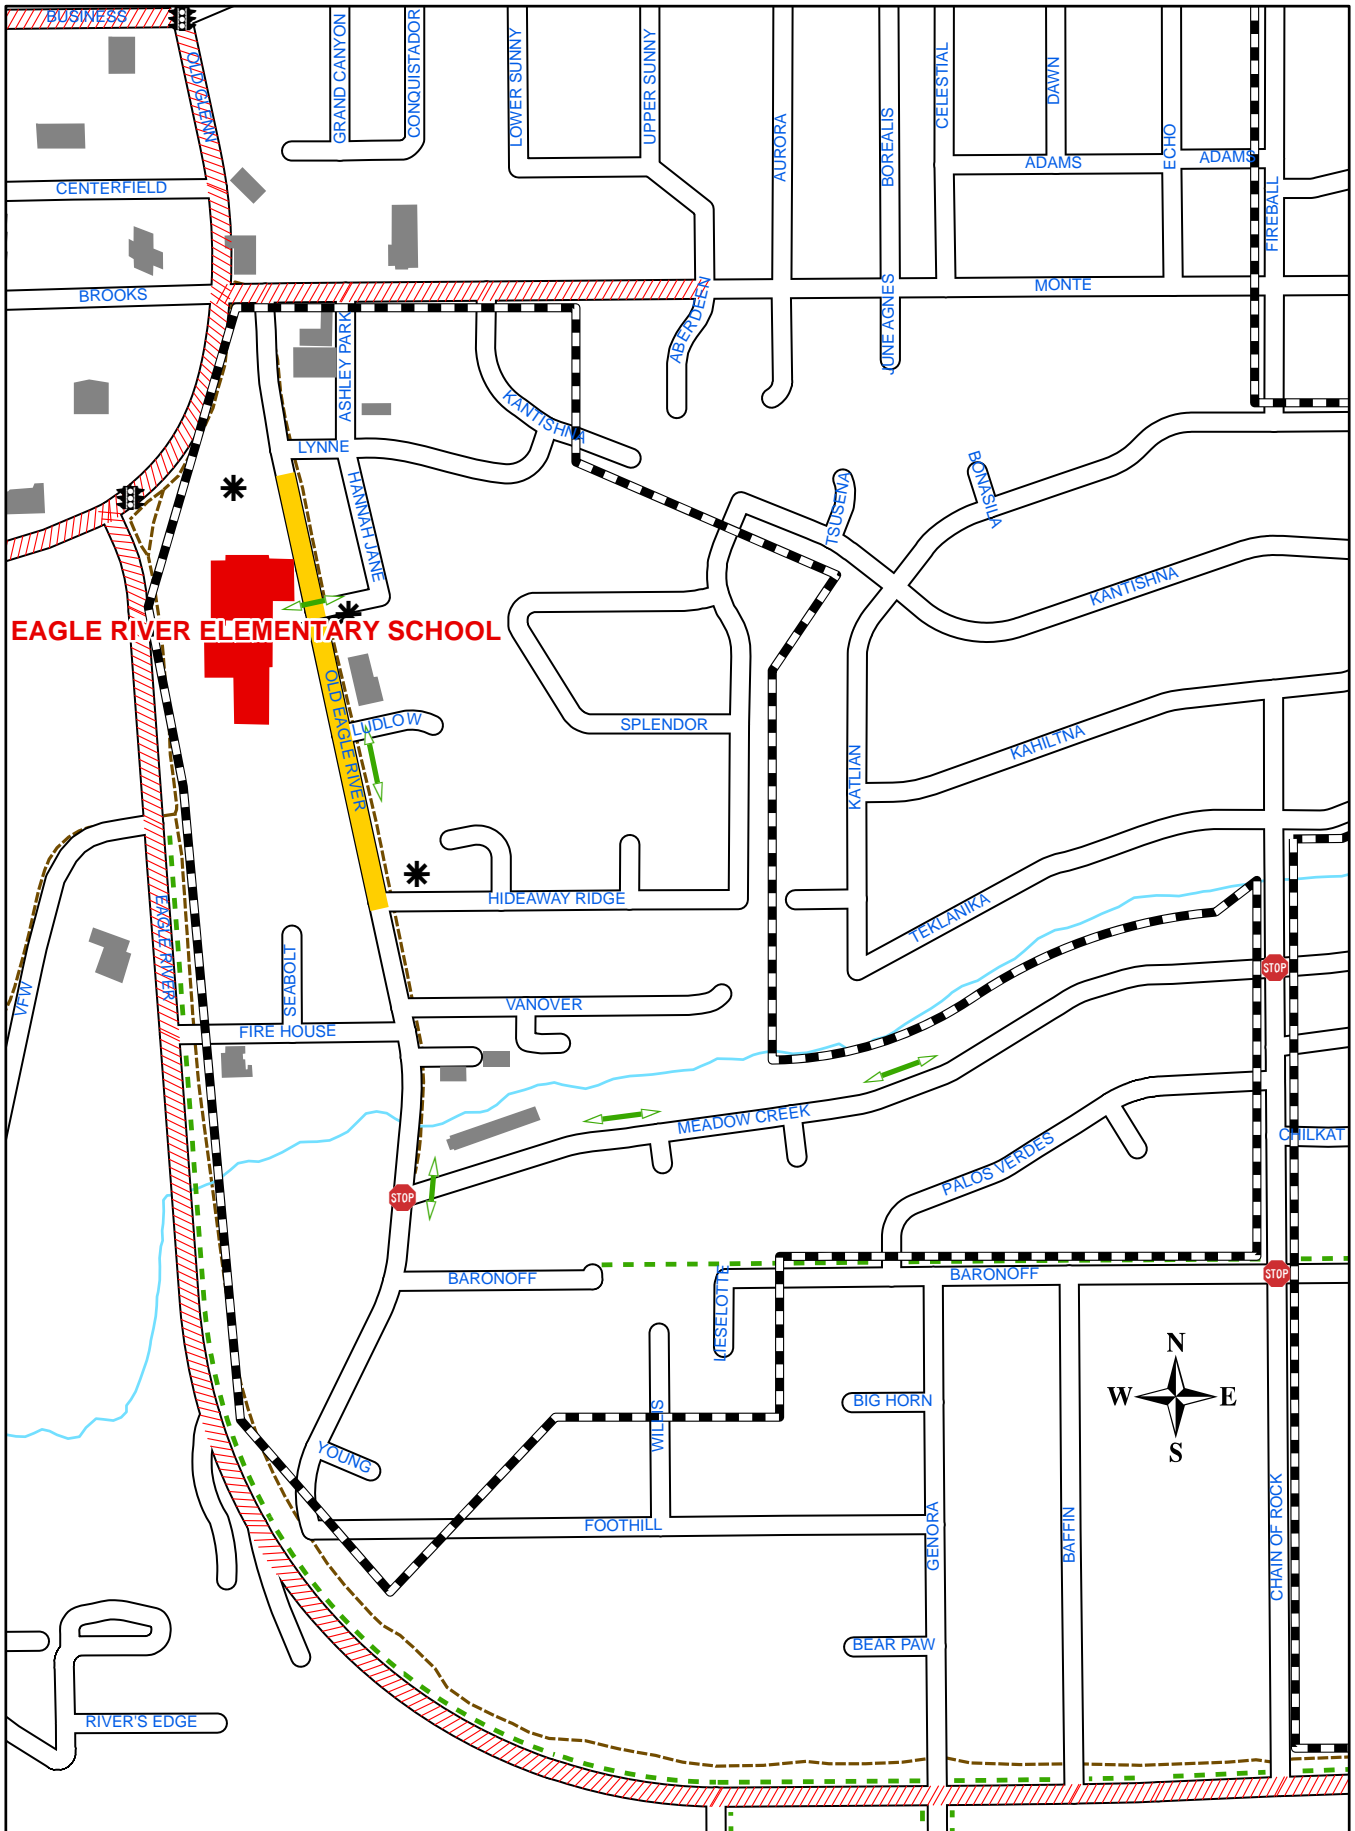 BUSINESS
OLD GLENN
GRAND CANYON
CONQUISTADOR
LOWER SUNNY
UPPER SUNNY
AURORA
BOREALIS
CELESTIAL
DAWN
ECHO
ADAMS
ADAMS
FIREBALL
CENTERFIELD
BROOKS
MONTE
ABERDEEN
JUNE AGNES
ASHLEY PARK
KANTISHNA
LYNNE
HANNAH JANE
TSUSENA
BONASILA
KANTISHNA
EAGLE RIVER ELEMENTARY SCHOOL
OLD EAGLE RIVER
LUDLOW
SPLENDOR
KATLIAN
KAHILTNA
HIDEAWAY RIDGE
TEKLANIKA
EAGLE RIVER
VFW
SEABOLT
FIRE HOUSE
VANOVER
STOP
MEADOW CREEK
PALOS VERDES
CHILKAT
STOP
BARONOFF
LIESELOTTE
BARONOFF
STOP
N
W
E
S
BIG HORN
WILLIS
YOUNG
FOOTHILL
GENORA
BAFFIN
CHAIN OF ROCK
BEAR PAW
RIVER'S EDGE